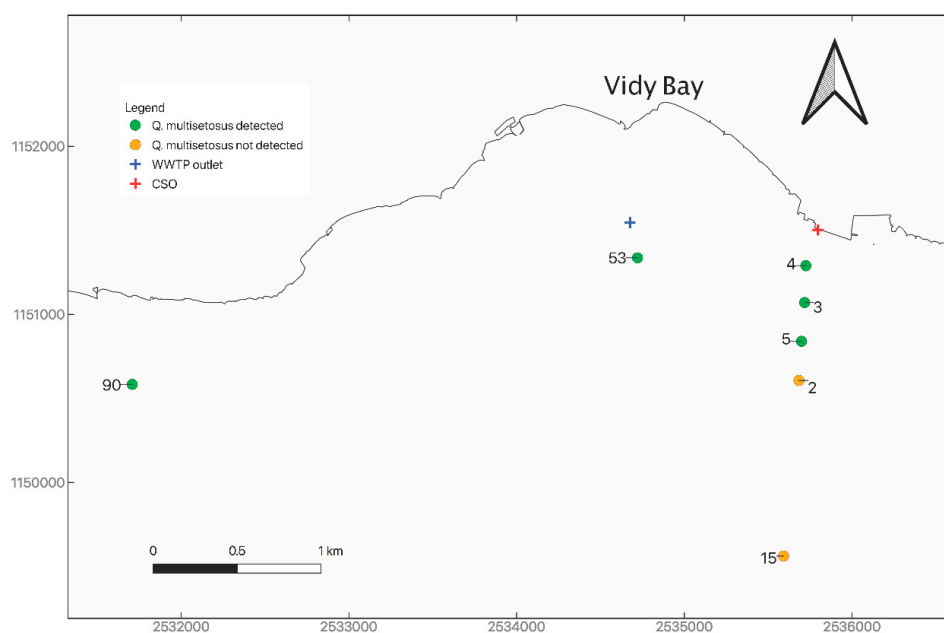 Vidy Bay
Legend
Q. multisetosus detected
Q. multisetosus not detected
WWTP outlet
CSO
1152000
53
4
3
1151000
5
90
2
1150000
0 0.5 1 km
15
2532000 2533000 2534000 2535000 2536000